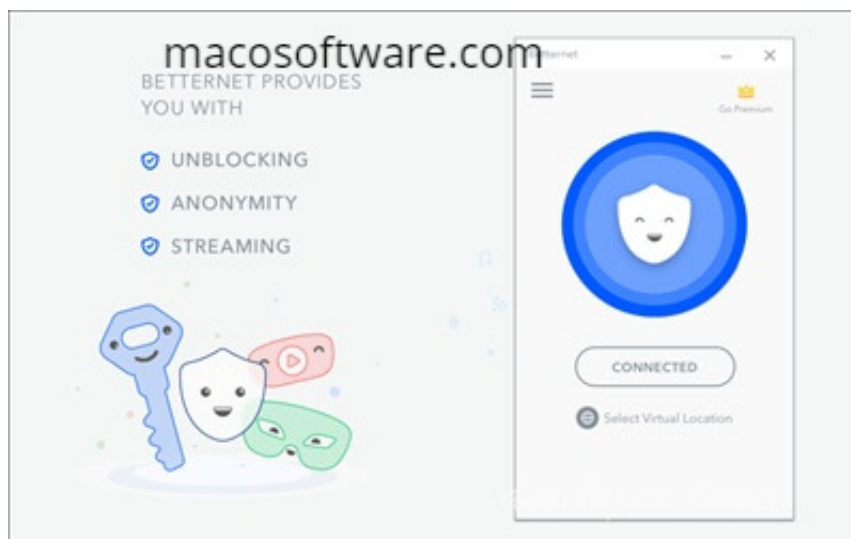 macosoftware.com
BETTERNET PROVIDES
YOU WITH
UNBLOCKING
ANONYMITY
STREAMING
Go Premium
CONNECTED
Select Virtual Location